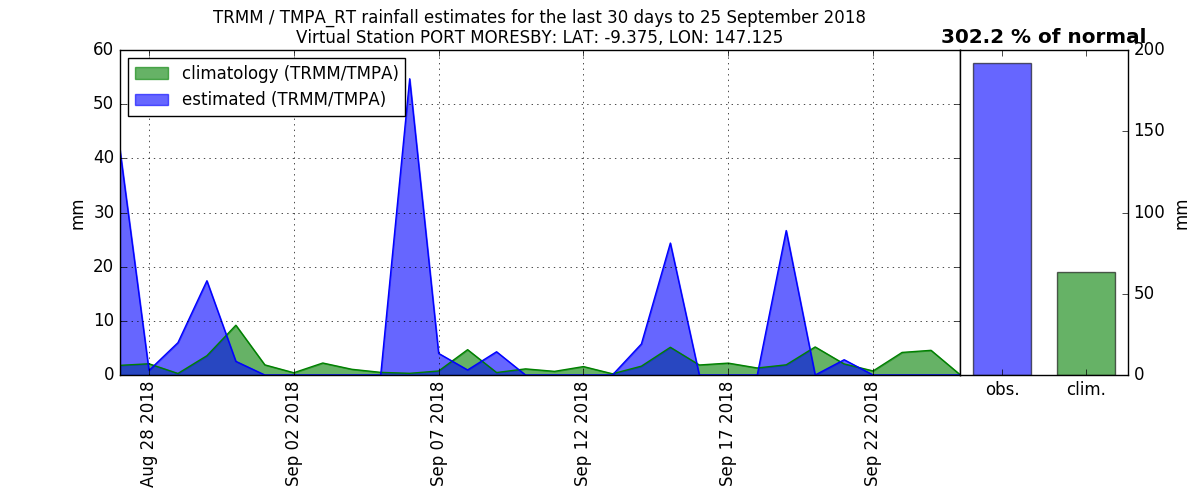 TRMM / TMPA_RT rainfall estimates for the last 30 days to 25 September 2018
Virtual Station PORT MORESBY: LAT: -9.375, LON: 147.125
302.2 % of normal
climatology (TRMM/TMPA)
estimated (TRMM/TMPA)
60
50
40
30
20
10
0
mm
Aug 28 2018
Sep 02 2018
Sep 07 2018
Sep 12 2018
Sep 17 2018
Sep 22 2018
200
150
100
50
0
mm
obs.
clim.